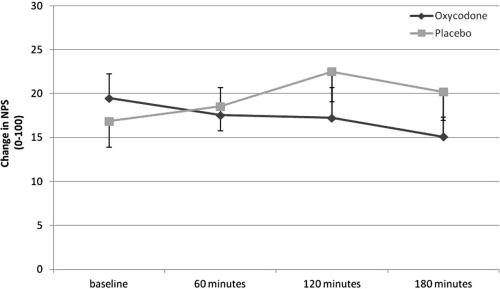 Oxycodone
Placebo
Change in NPS
(0-100)
30
25
20
15
10
5
0
baseline
60 minutes
120 minutes
180 minutes